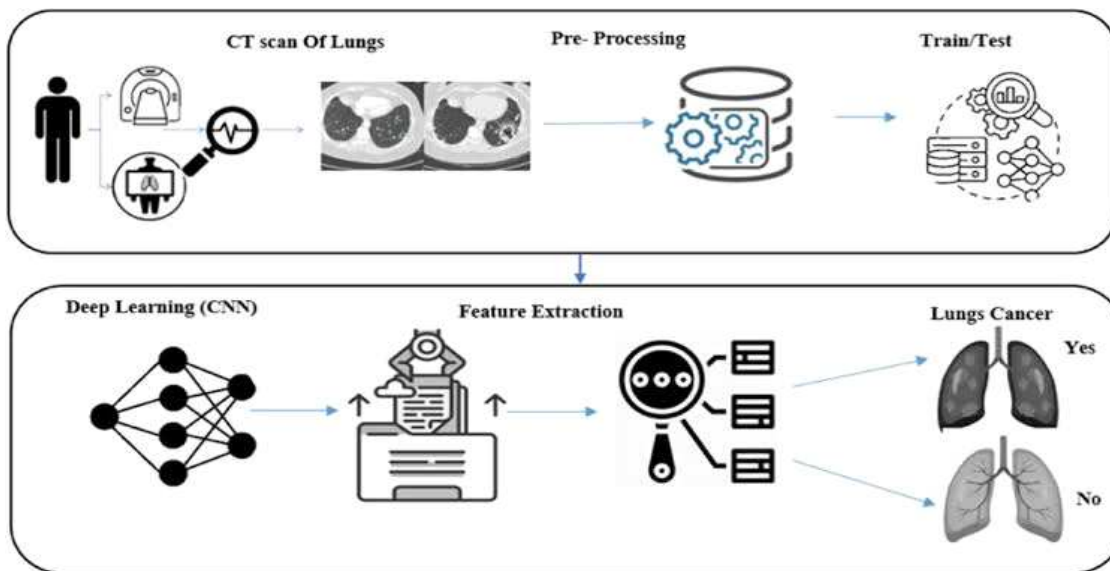 CT scan Of Lungs
Pre- Processing
Train/Test
Deep Learning (CNN)
Feature Extraction
Lungs Cancer
Yes
No